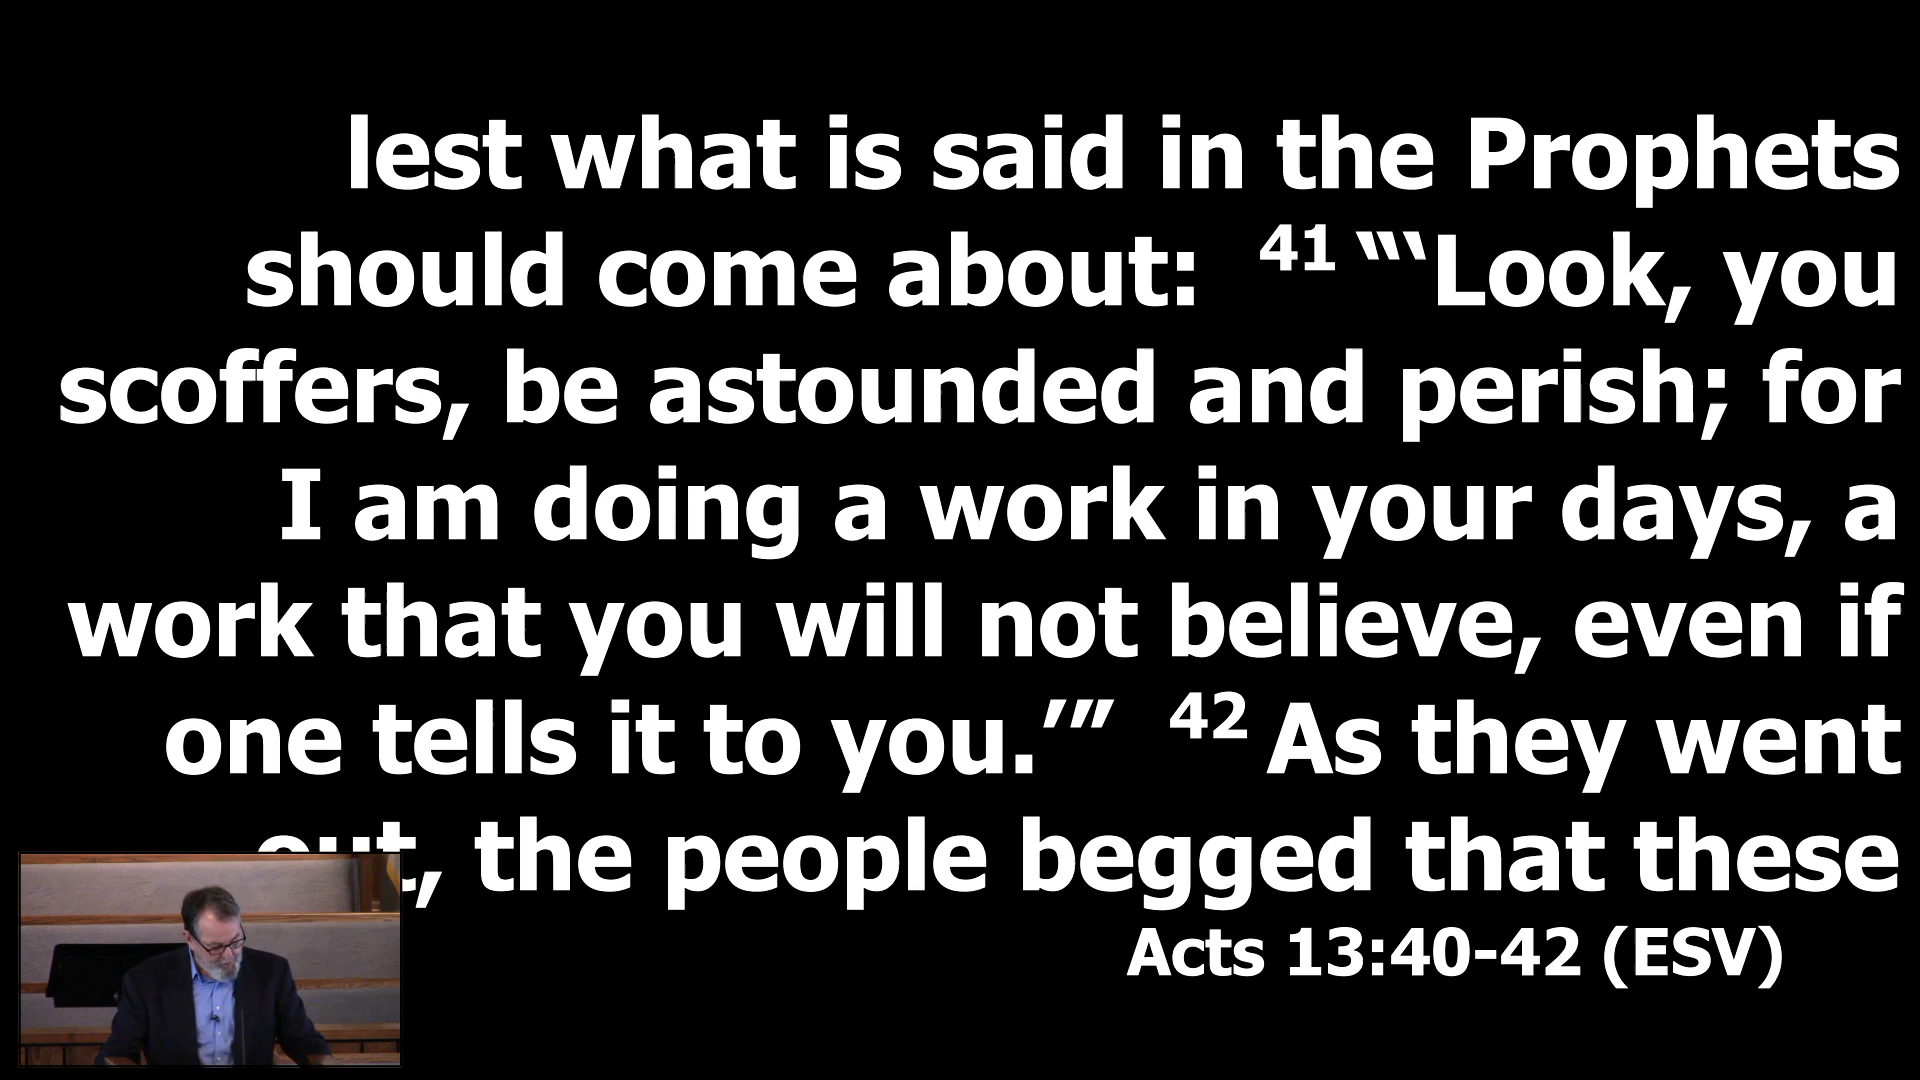 lest what is said in the Prophets
should come about: 41 “‘“Look, you
scoffers, be astounded and perish; for
I am doing a work in your days, a
work that you will not believe, even if
one tells it to you.’” 42 As they went
out, the people begged that these
Acts 13:40-42 (ESV)